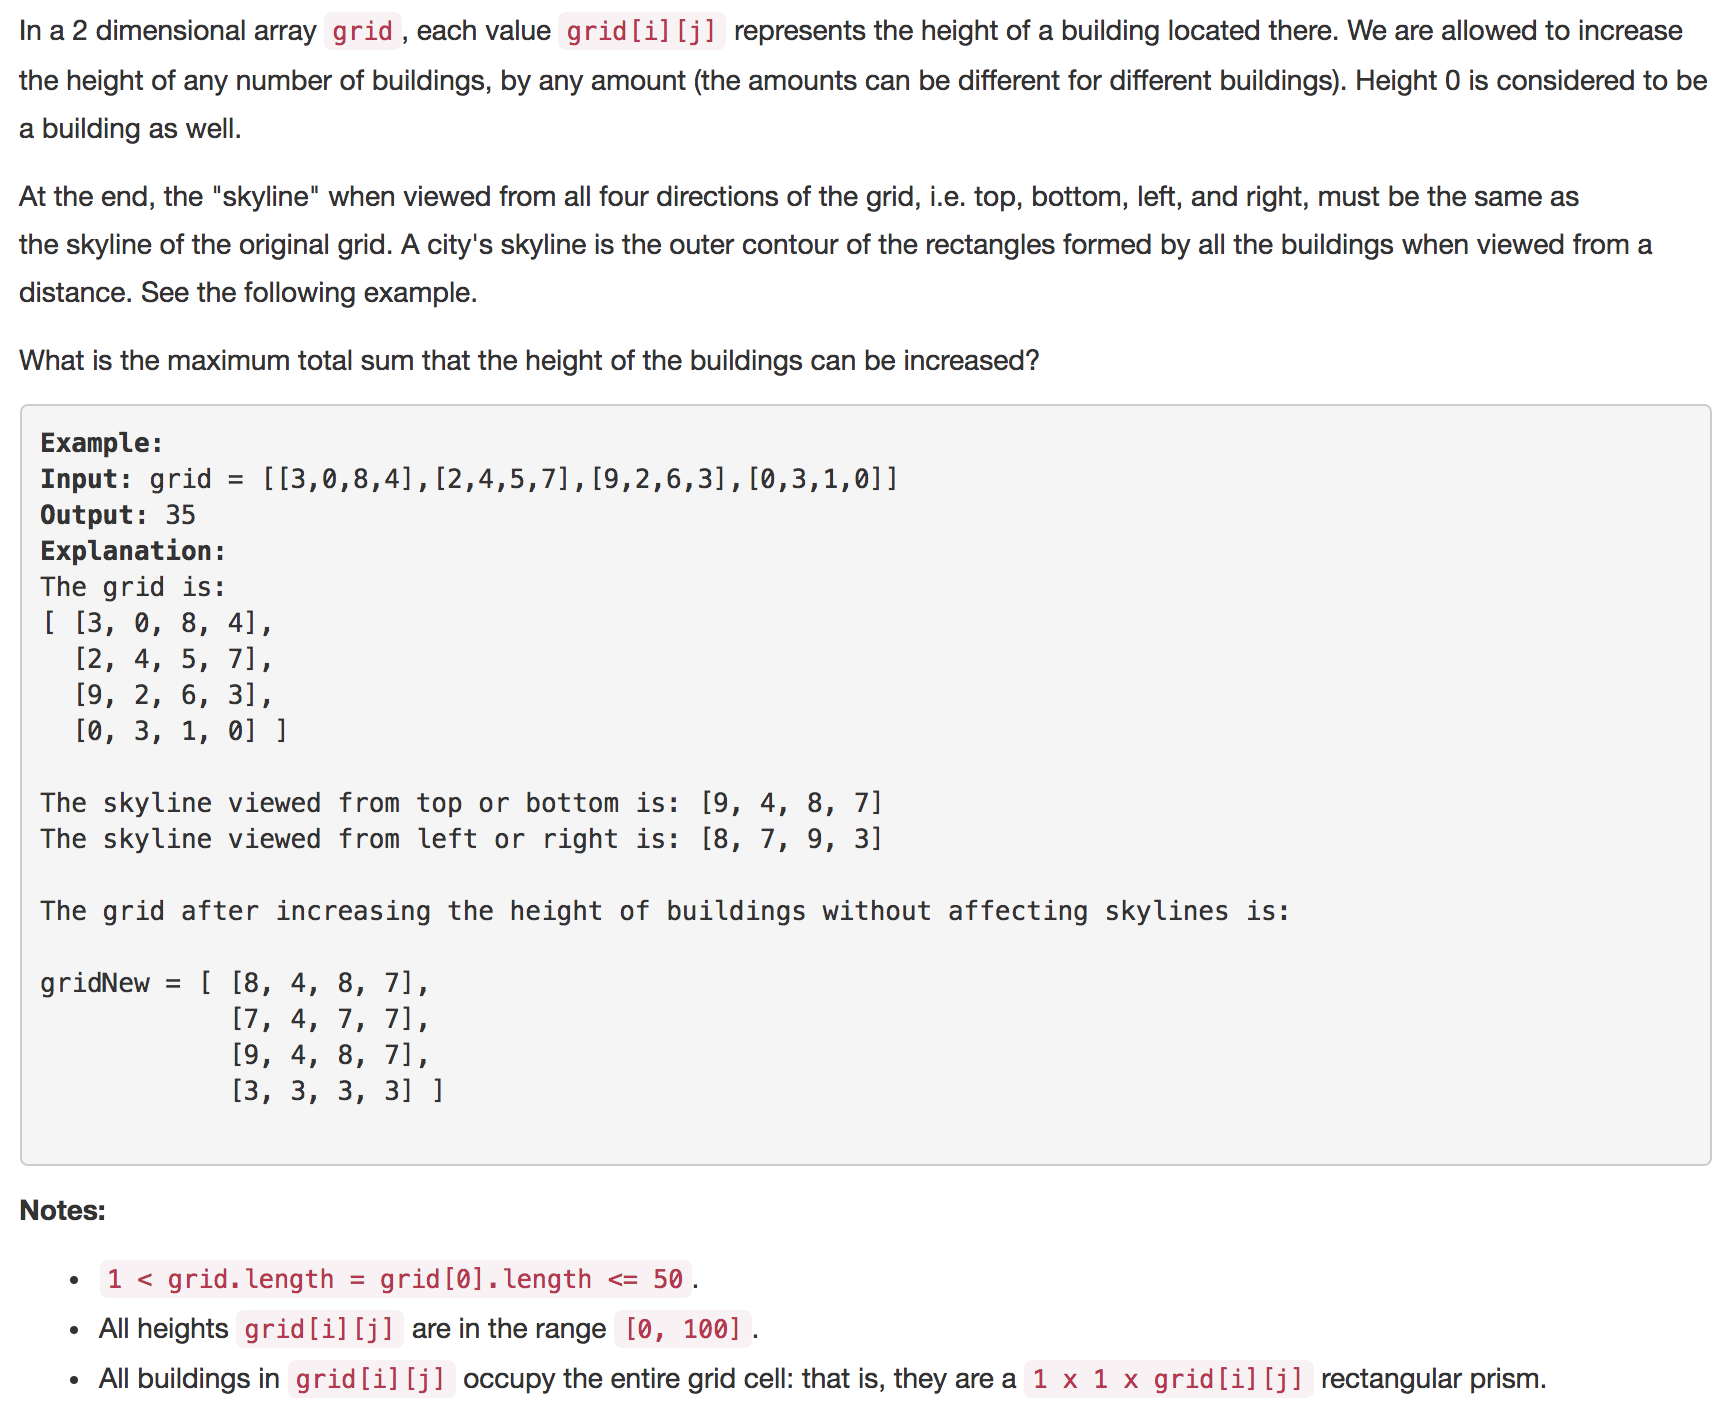 In a 2 dimensional array grid, each value grid[i][j] represents the height of a building located there. We are allowed to increase
the height of any number of buildings, by any amount (the amounts can be different for different buildings). Height 0 is considered to be
a building as well.
At the end, the "skyline" when viewed from all four directions of the grid, i.e. top, bottom, left, and right, must be the same as
the skyline of the original grid. A city's skyline is the outer contour of the rectangles formed by all the buildings when viewed from a
distance. See the following example.
What is the maximum total sum that the height of the buildings can be increased?
Example:
Input: grid = [[3,0,8,4],[2,4,5,7],[9,2,6,3],[0,3,1,0]]
Output: 35
Explanation:
The grid is:
[ [3, 0, 8, 4],
[2, 4, 5, 7],
[9, 2, 6, 3],
[0, 3, 1, 0] ]
The skyline viewed from top or bottom is: [9, 4, 8, 7]
The skyline viewed from left or right is: [8, 7, 9, 3]
The grid after increasing the height of buildings without affecting skylines is:
gridNew = [ [8, 4, 8, 7],
[7, 4, 7, 7],
[9, 4, 8, 7],
[3, 3, 3, 3] ]
Notes:
• 1 < grid.length = grid[0].length <= 50.
• All heights grid[i][j] are in the range [0, 100].
• All buildings in grid[i][j] occupy the entire grid cell: that is, they are a 1 x 1 x grid[i][j] rectangular prism.